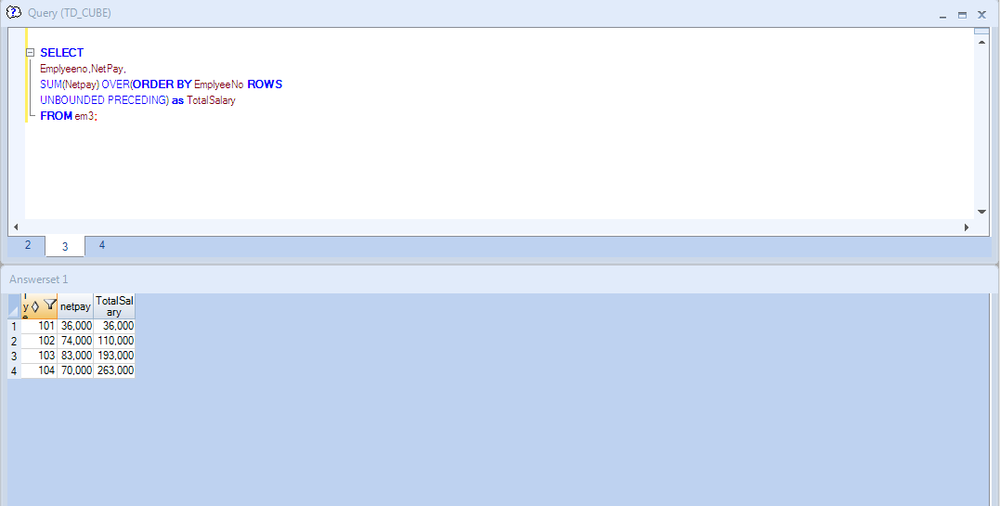 Query (TD_CUBE)
SELECT
Emplyeeno,NetPay,
SUM(Netpay) OVER(ORDER BY EmplyeeNo ROWS
UNBOUNDED PRECEDING) as TotalSalary
FROM em3;
2 3 4
Answerset 1
y netpay TotalSal
ary
1 101 36,000 36,000
2 102 74,000 110,000
3 103 83,000 193,000
4 104 70,000 263,000